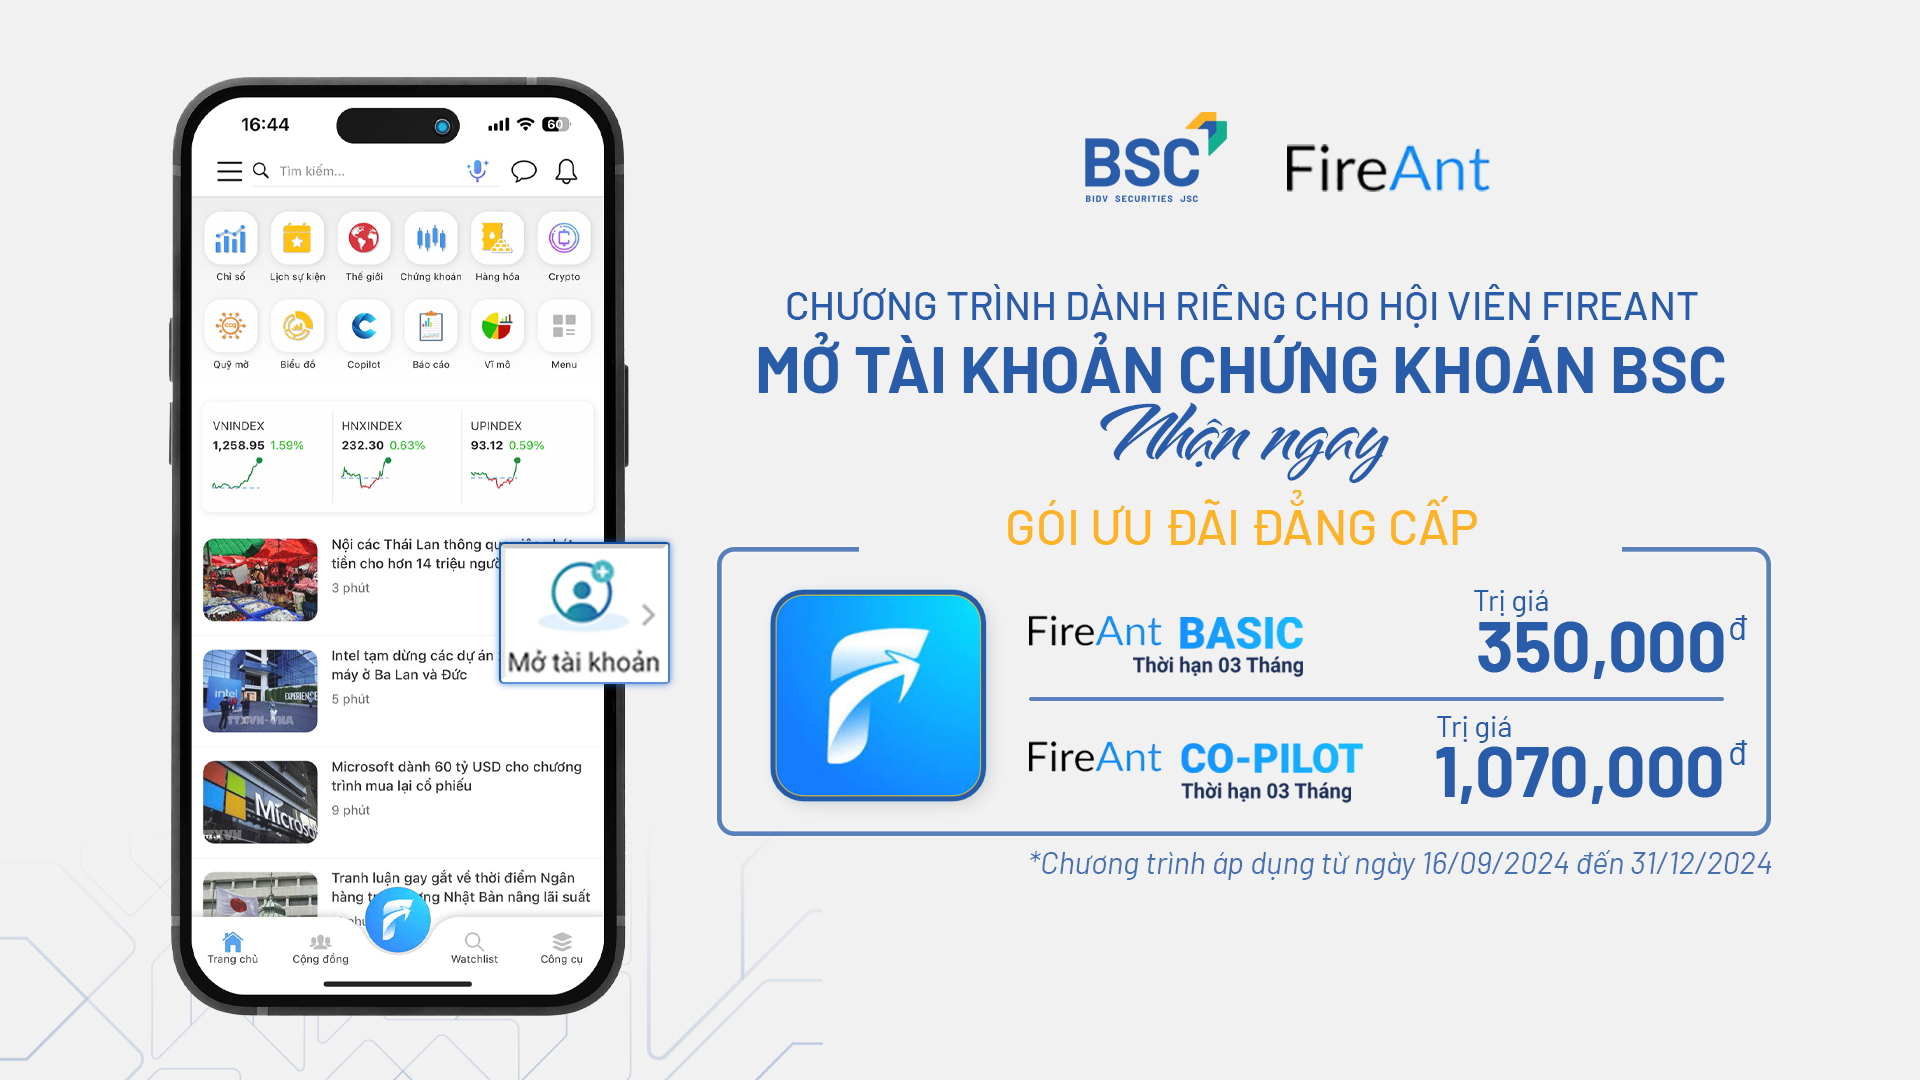 16:44
60
Tìm kiếm...
Chỉ số
Lịch sự kiện
Thế giới
Chứng khoán
Hàng hóa
Crypto
CCQ
Quỹ mở
Biểu đồ
Copilot
Báo cáo
Vĩ mô
Menu
VNINDEX
1,258.95 1.59%
HNXINDEX
232.30 0.63%
UPINDEX
93.12 0.59%
Nội các Thái Lan thông
tiền cho hơn 14 triệu
3 phút
Intel tạm dừng các dự án
máy ở Ba Lan và Đức
5 phút
intel
EXPERIENCE
TTXVN-VNA
Microsoft dành 60 tỷ USD cho chương
trình mua lại cổ phiếu
9 phút
Microso
TTXVN
Tranh luận gay gắt về thời điểm Ngân
hàng Nhật Bản nâng lãi suất
Trang chủ
Cộng đồng
Watchlist
Công cụ
Mở tài khoản
BSC
BIDV SECURITIES JSC
FireAnt
CHƯƠNG TRÌNH DÀNH RIÊNG CHO HỘI VIÊN FIREANT
MỞ TÀI KHOẢN CHỨNG KHOÁN BSC
Nhận ngay
GÓI ƯU ĐÃI ĐẲNG CẤP
FireAnt BASIC
Thời hạn 03 Tháng
Trị giá
350,000đ
FireAnt CO-PILOT
Thời hạn 03 Tháng
Trị giá
1,070,000đ
*Chương trình áp dụng từ ngày 16/09/2024 đến 31/12/2024